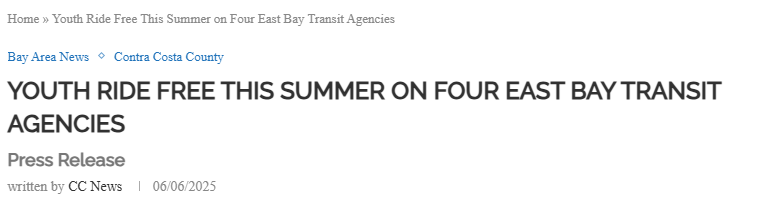 Home » Youth Ride Free This Summer on Four East Bay Transit Agencies
Bay Area News ◇ Contra Costa County
YOUTH RIDE FREE THIS SUMMER ON FOUR EAST BAY TRANSIT
AGENCIES
Press Release
written by CC News | 06/06/2025